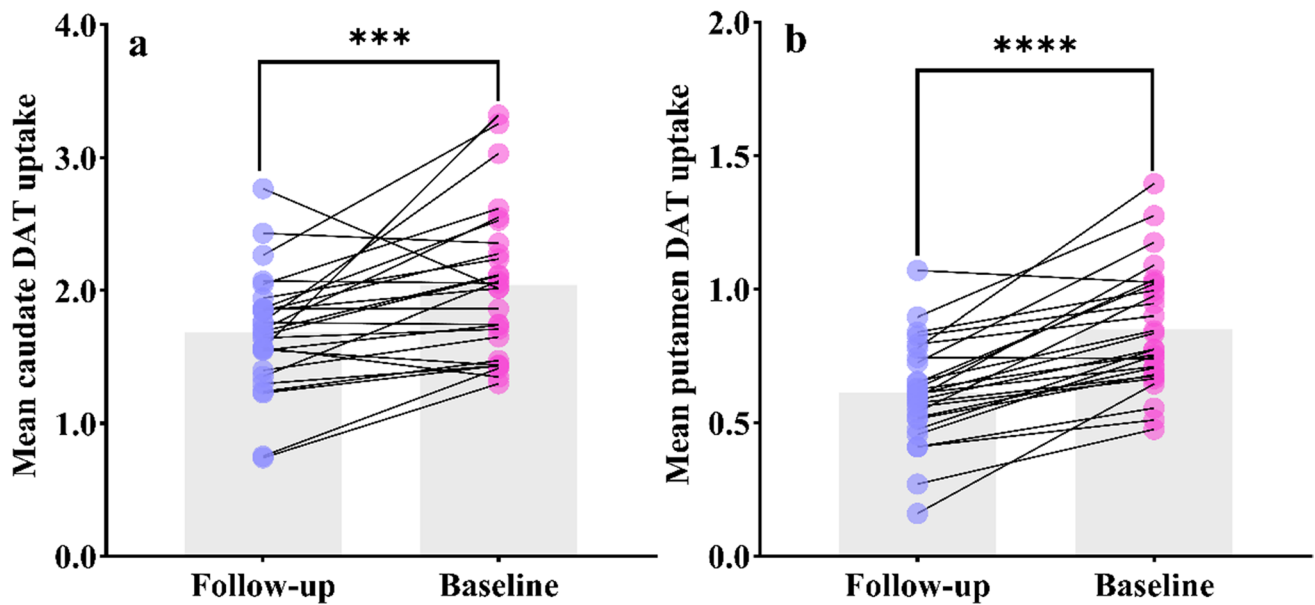 a
***
Mean caudate DAT uptake
4.0
3.0
2.0
1.0
0.0
Follow-up
Baseline
b
****
Mean putamen DAT uptake
2.0
1.5
1.0
0.5
0.0
Follow-up
Baseline